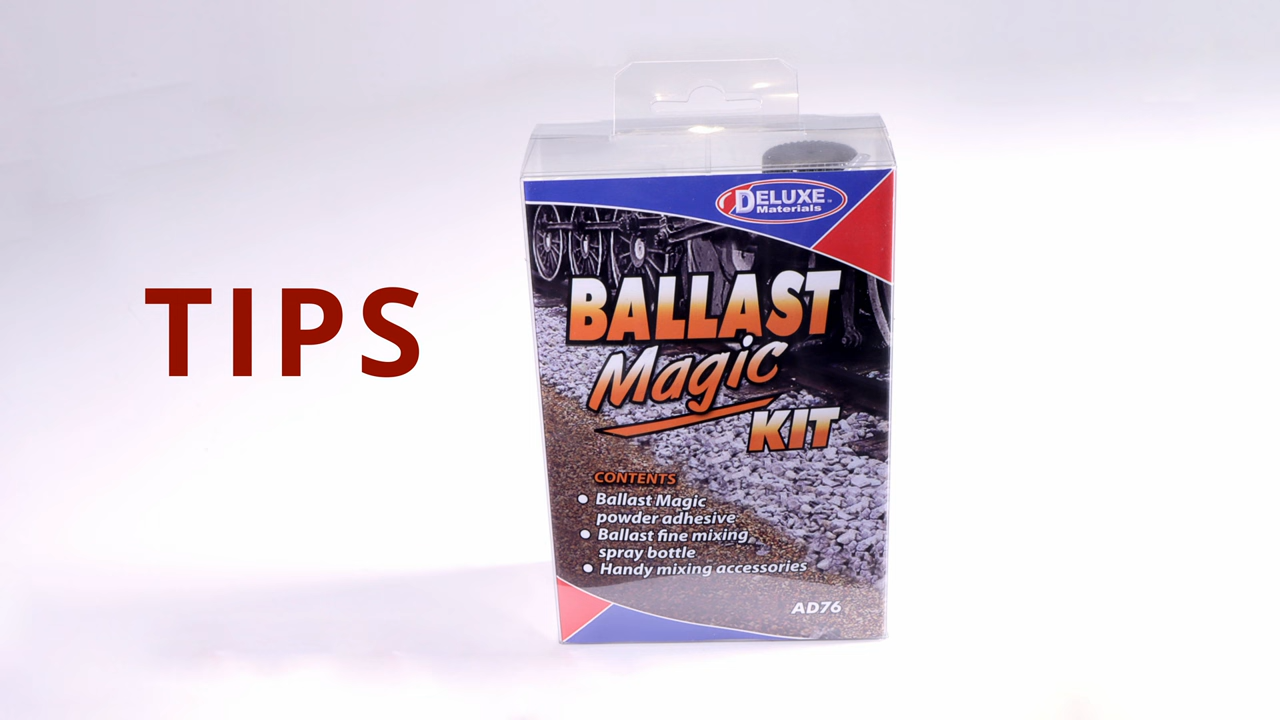 TIPS
DELUXE
Materials
BALLAST
Magic
KIT
CONTENTS
Ballast Magic
powder adhesive
Ballast fine mixing
spray bottle
Handy mixing accessories
AD76